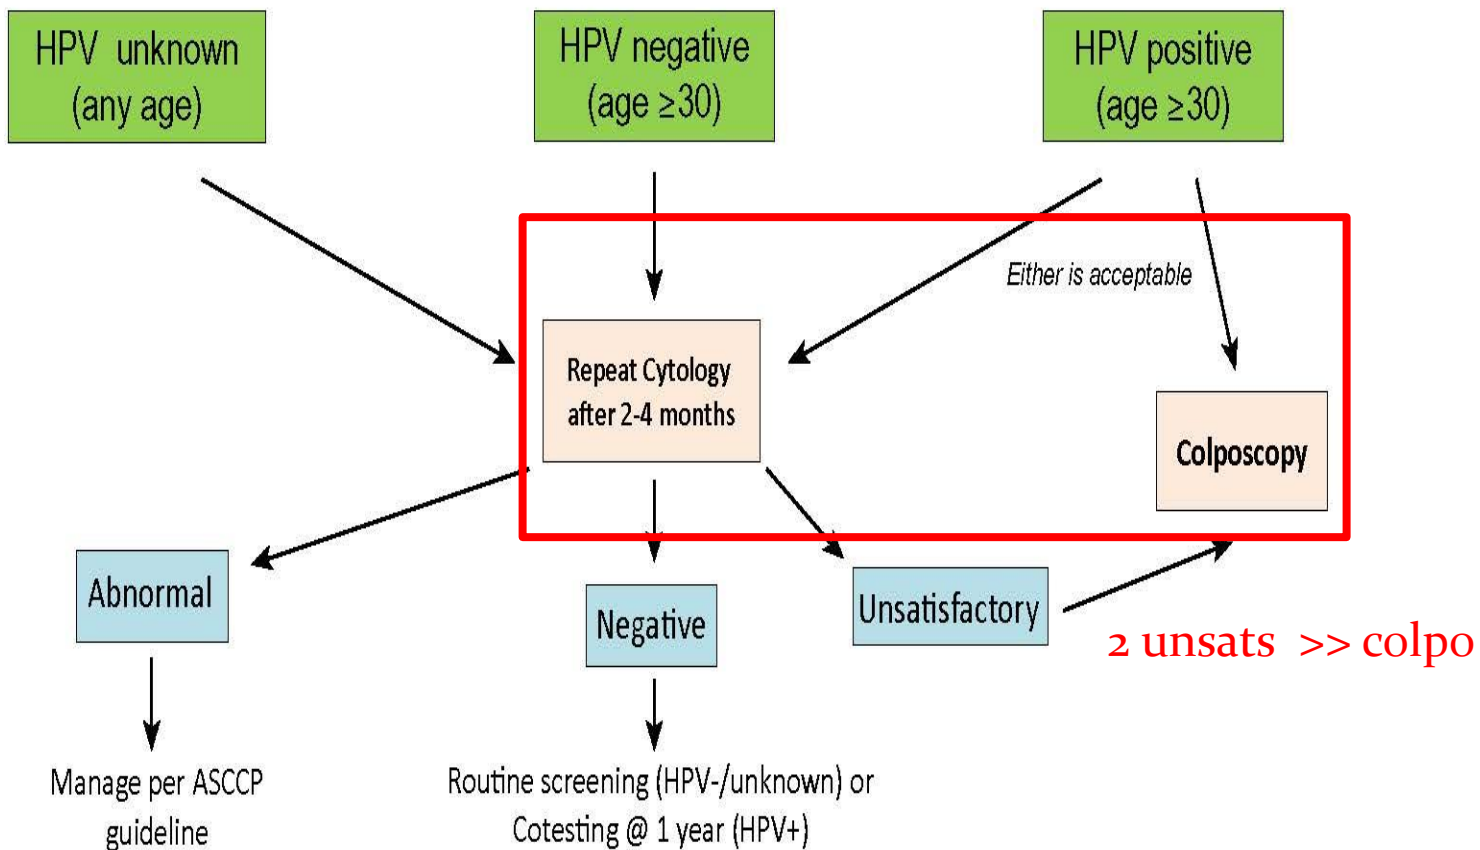 HPV unknown
(any age)
HPV negative
(age ≥30)
HPV positive
(age ≥30)
Either is acceptable
Repeat Cytology
after 2-4 months
Colposcopy
Abnormal
Negative
Unsatisfactory
2 unsats >> colpo
Manage per ASCCP
guideline
Routine screening (HPV-/unknown) or
Cotesting @ 1 year (HPV+)